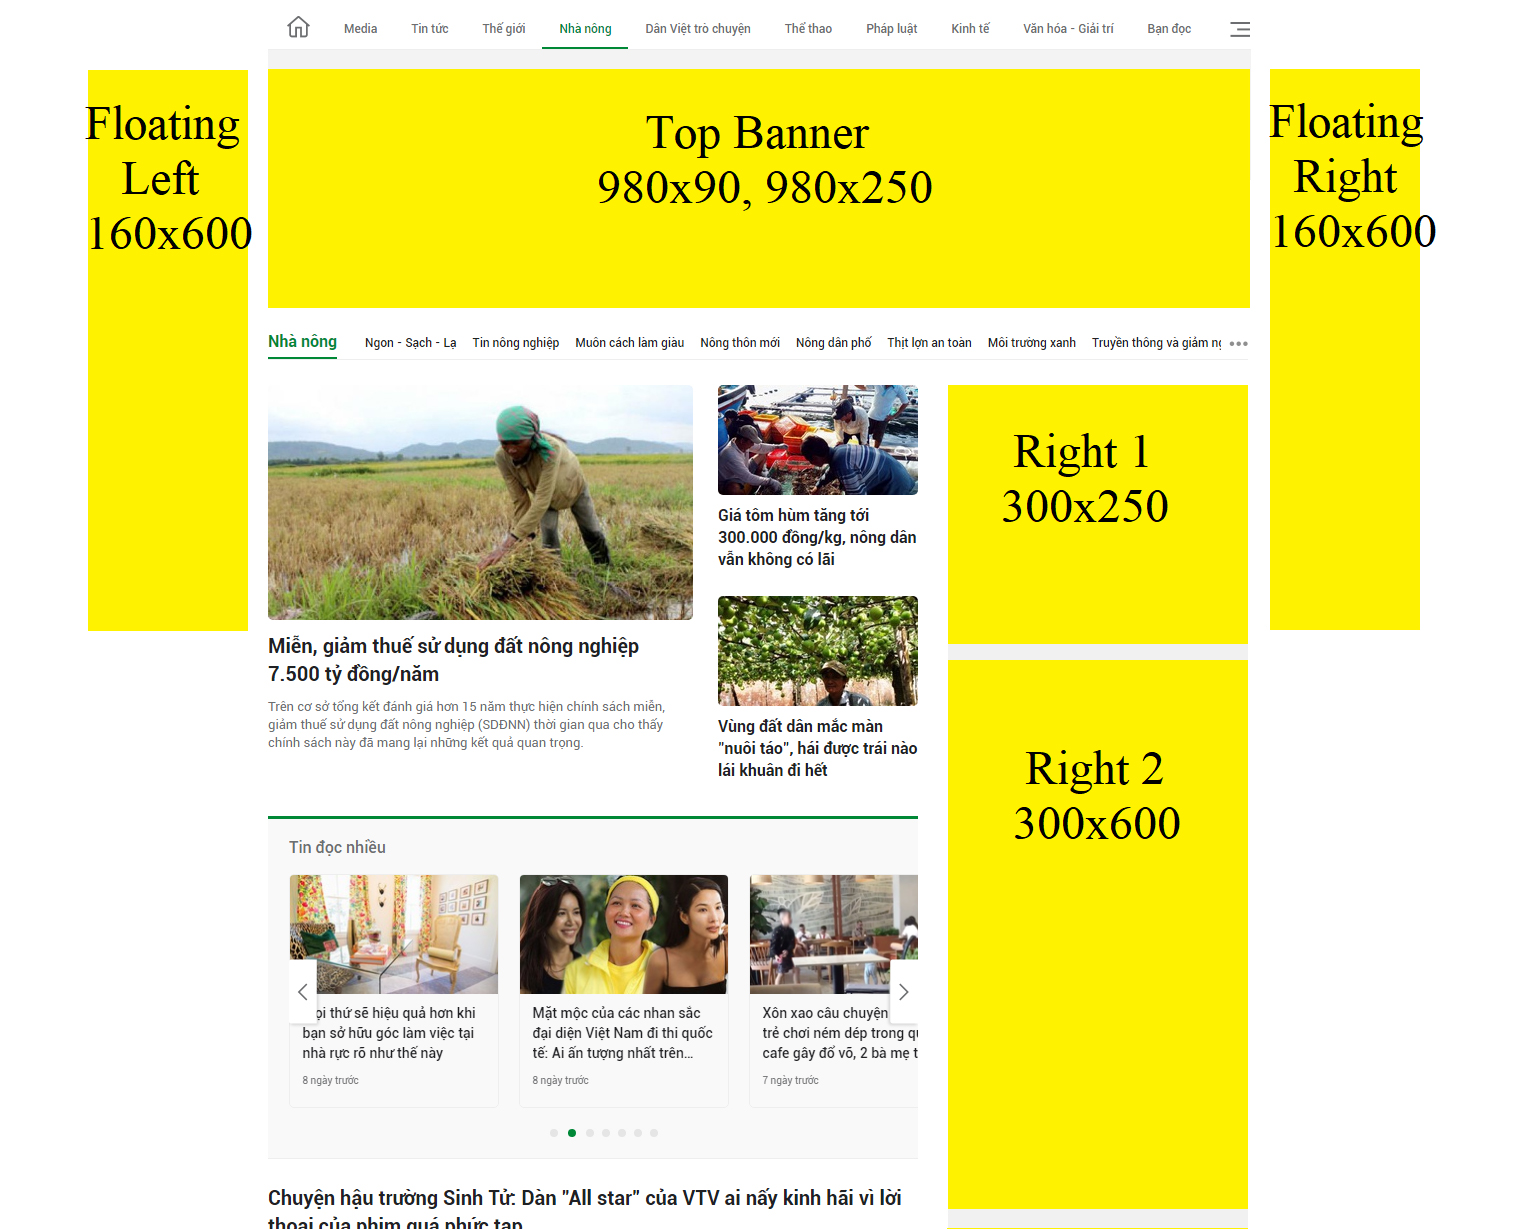 Media Tin tức Thế giới Nhà nông Dân Việt trò chuyện Thể thao Pháp luật Kinh tế Văn hóa - Giải trí Bạn đọc
Floating
Left
160x600
Top Banner
980x90, 980x250
Floating
Right
160x600
Nhà nông Ngon - Sạch - Lạ Tin nông nghiệp Muôn cách làm giàu Nông thôn mới Nông dân phố Thịt lợn an toàn Môi trường xanh Truyền thông và giảm
Miễn, giảm thuế sử dụng đất nông nghiệp
7.500 tỷ đồng/năm
Trên cơ sở tổng kết đánh giá hơn 15 năm thực hiện chính sách miễn,
giảm thuế sử dụng đất nông nghiệp (SDĐNN) thời gian qua cho thấy
chính sách này đã mang lại những kết quả quan trọng.
Giá tôm hùm tăng tới
300.000 đồng/kg, nông dân
vẫn không có lãi
Vùng đất dân mắc màn
"nuôi táo", hái được trái nào
lái khuân đi hết
Right 1
300x250
Right 2
300x600
Tin đọc nhiều
thứ sẽ hiệu quả hơn khi
bạn sở hữu góc làm việc tại
nhà rực rõ như thế này
8 ngày trước
Mặt mộc của các nhan sắc
đại diện Việt Nam đi thi quốc
tế: Ai ấn tượng nhất trên...
8 ngày trước
Xôn xao câu chuyện
trẻ chơi ném dép trong
cafe gây đổ vỡ, 2 bà mẹ
7 ngày trước
Chuyện hậu trường Sinh Tử: Dàn "All star" của VTV ai nấy kinh hãi vì lời
thoại của phim quá phức tạp